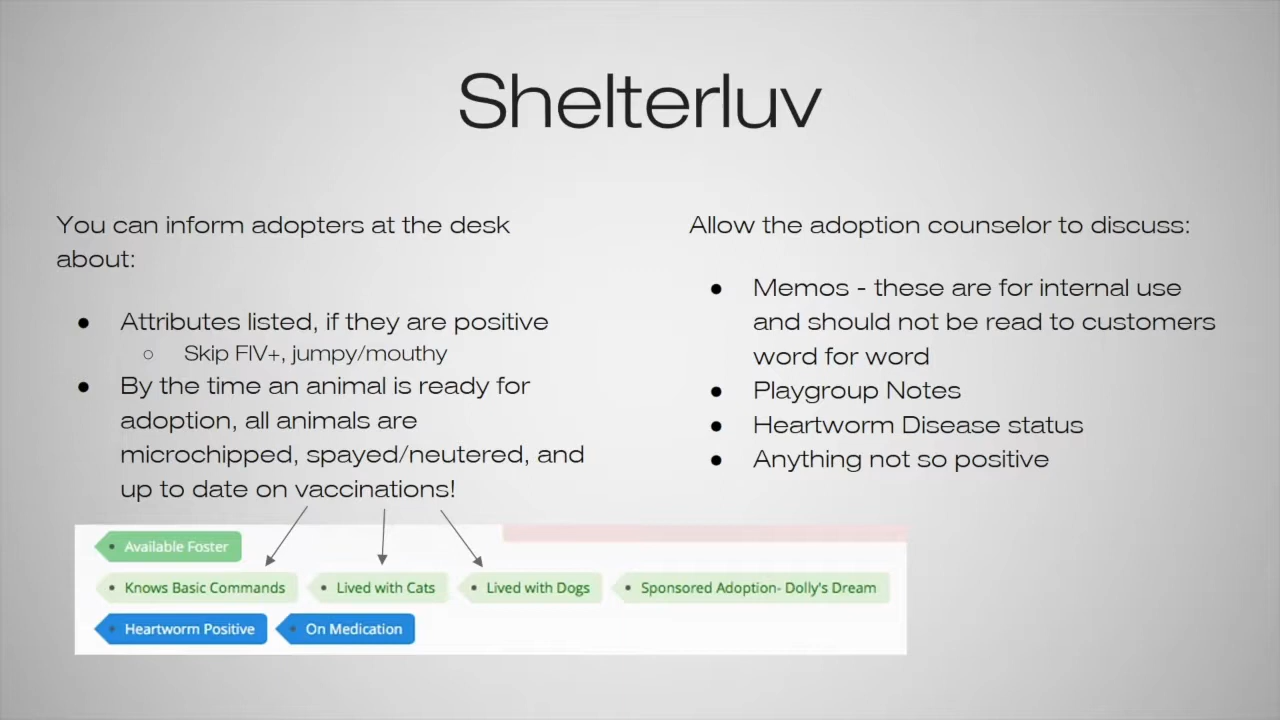 Shelterluv
You can inform adopters at the desk
about:
● Attributes listed, if they are positive
○ Skip FIV+, jumpy/mouthy
● By the time an animal is ready for
adoption, all animals are
microchipped, spayed/neutered, and
up to date on vaccinations!
Allow the adoption counselor to discuss:
● Memos - these are for internal use
and should not be read to customers
word for word
● Playgroup Notes
● Heartworm Disease status
● Anything not so positive
Available Foster
Knows Basic Commands Lived with Cats Lived with Dogs Sponsored Adoption- Dolly's Dream
Heartworm Positive On Medication